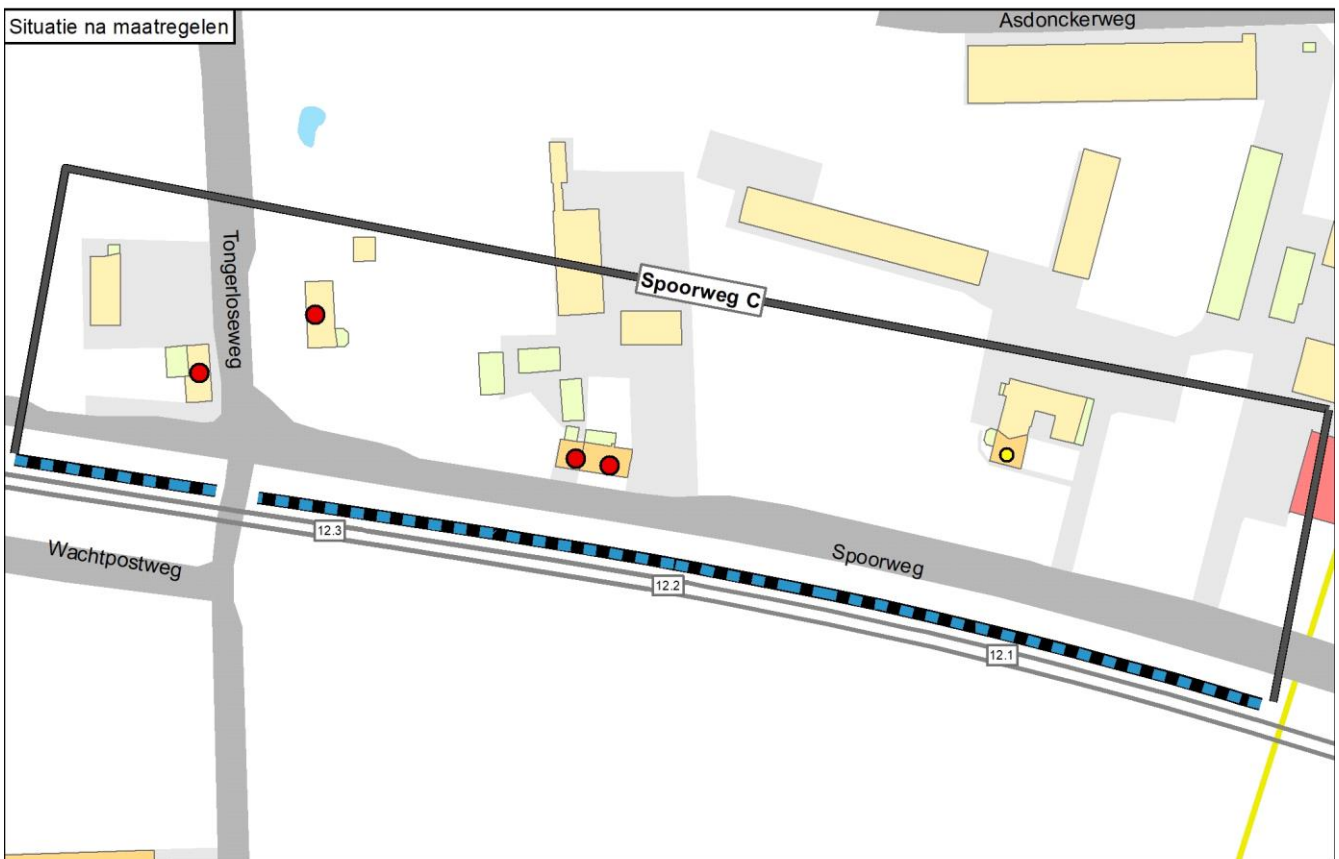 Situatie na maatregelen
Asdonckerweg
Tongerloseweg
Spoorweg C
12.3
Wachtpostweg
12.2
Spoorweg
12.1